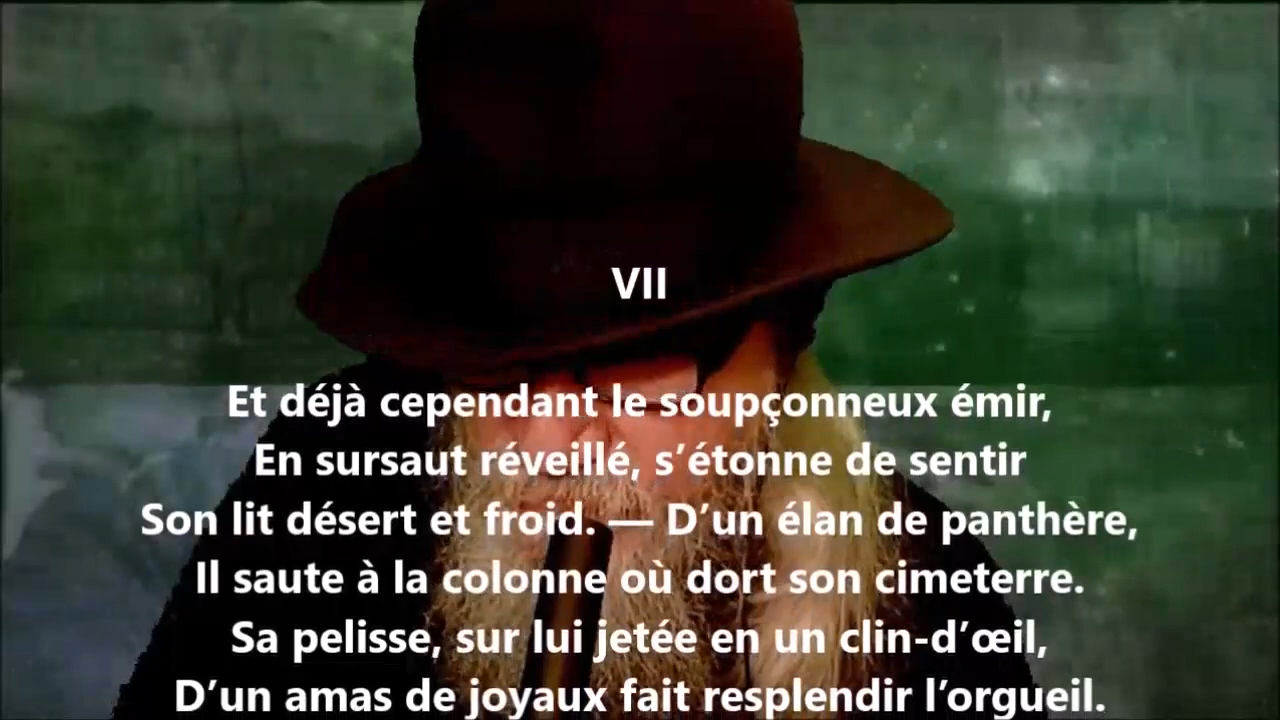 VII
Et déjà cependant le soupçonneux émir,
En sursaut réveillé, s’étonne de sentir
Son lit désert et froid. — D’un élan de panthère,
Il saute à la colonne où dort son cimeterre.
Sa pelisse, sur lui jetée en un clin-d’œil,
D’un amas de joyaux fait resplendir l’orgueil.